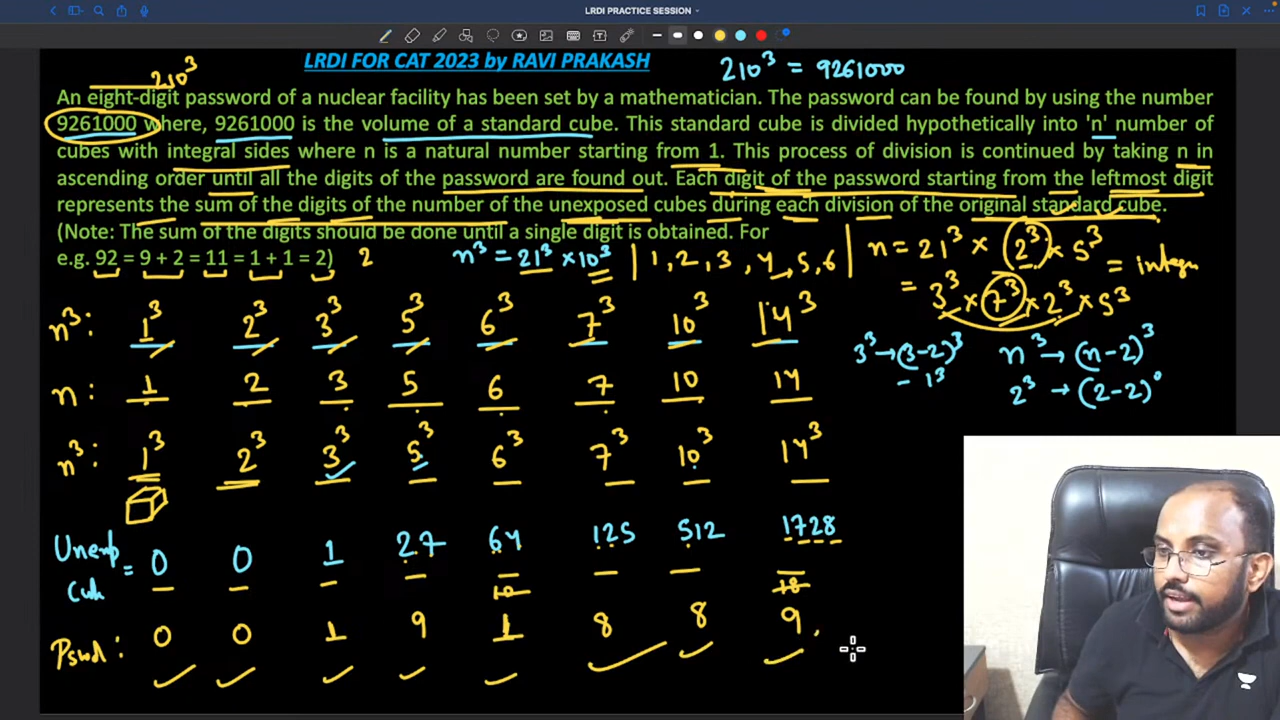 LRDI PRACTICE SESSION
LRDI FOR CAT 2023 by RAVI PRAKASH
210³
210³ = 9261000
An eight-digit password of a nuclear facility has been set by a mathematician. The password can be found by using the number
9261000 where, 9261000 is the volume of a standard cube. This standard cube is divided hypothetically into 'n' number of
cubes with integral sides where n is a natural number starting from 1. This process of division is continued by taking n in
ascending order until all the digits of the password are found out. Each digit of the password starting from the leftmost digit
represents the sum of the digits of the number of the unexposed cubes during each division of the original standard cube.
(Note: The sum of the digits should be done until a single digit is obtained. For
e.g. 92 = 9 + 2 = 11 = 1 + 1 = 2) 2
n³ = 21³ × 10³ | 1, 2, 3, 4, 5, 6 |
n = 21³ × 2³ × 5³ = integer
= 3³ × 7³ × 2³ × 5³
n³: 1³ 2³ 3³ 5³ 6³ 7³ 10³ 14³
3³ → (3-2)³ n³ → (n-2)³
- 1³ 2³ → (2-2)⁰
n: 1 2 3 5 6 7 10 14
n³: 1³ 2³ 3³ 5³ 6³ 7³ 10³ 14³
Unexp
Cube = 0 0 1 27 64 125 512 1728
10 18
Pswd: 0 0 1 9 1 8 8 9,